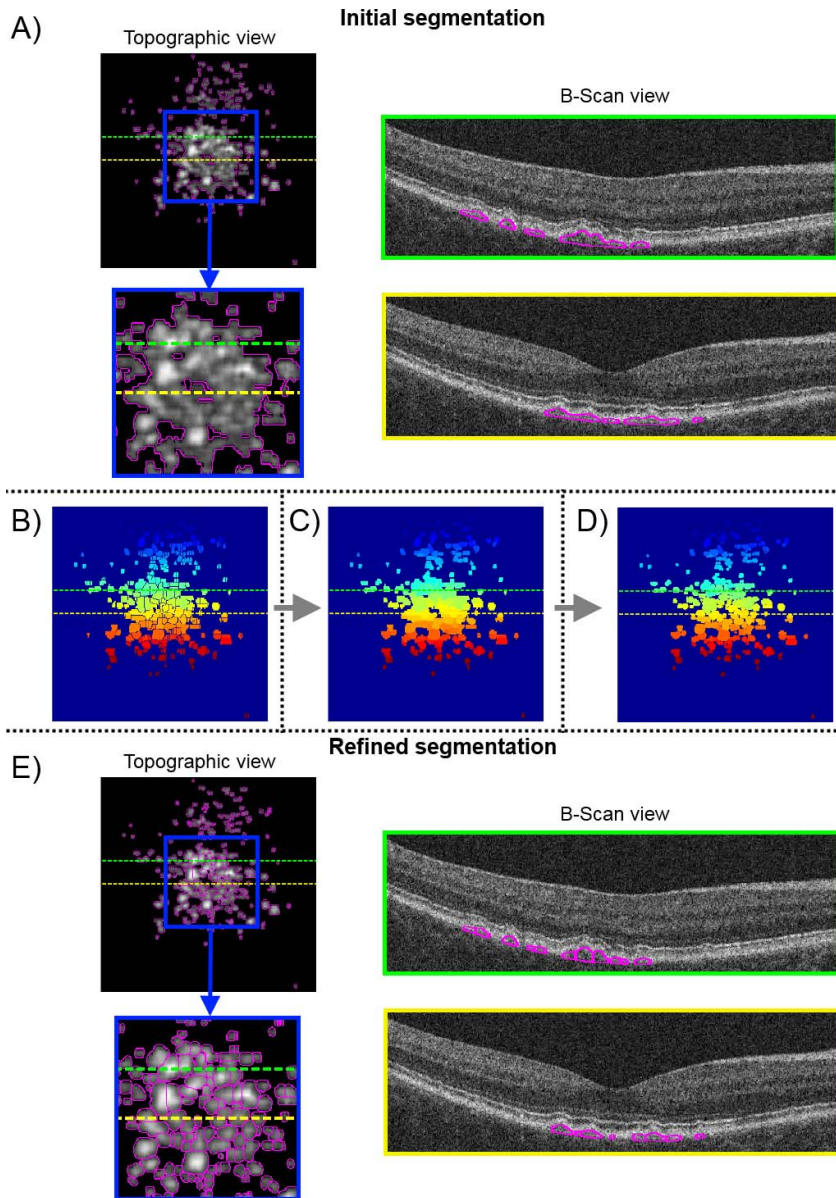 A)
Initial segmentation
Topographic view
B-Scan view
B)
C)
D)
Refined segmentation
E)
Topographic view
B-Scan view